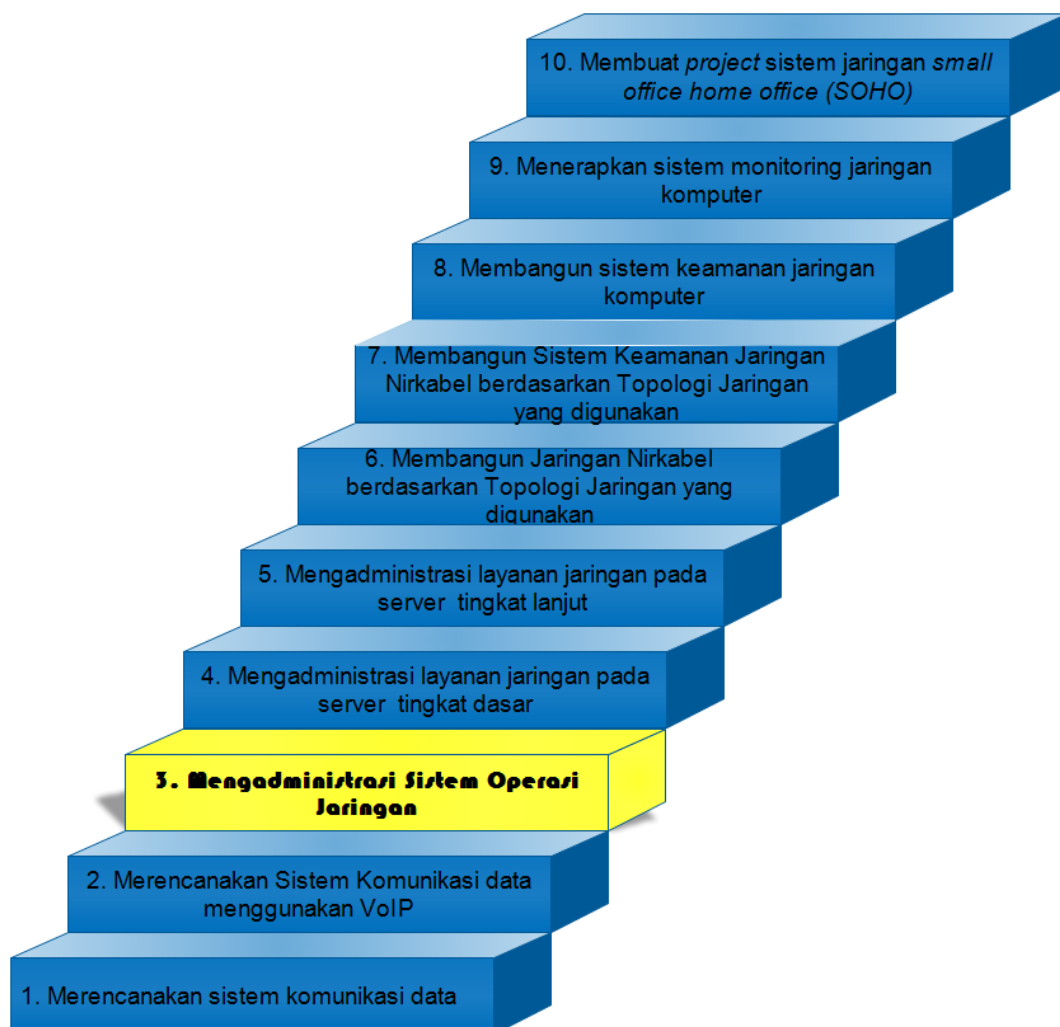 10. Membuat project sistem jaringan small
office home office (SOHO)
9. Menerapkan sistem monitoring jaringan
komputer
8. Membangun sistem keamanan jaringan
komputer
7. Membangun Sistem Keamanan Jaringan
Nirkabel berdasarkan Topologi Jaringan
yang digunakan
6. Membangun Jaringan Nirkabel
berdasarkan Topologi Jaringan yang
digunakan
5. Mengadministrasi layanan jaringan pada
server tingkat lanjut
4. Mengadministrasi layanan jaringan pada
server tingkat dasar
3. Mengadministrasi Sistem Operasi
Jaringan
2. Merencanakan Sistem Komunikasi data
menggunakan VoIP
1. Merencanakan sistem komunikasi data